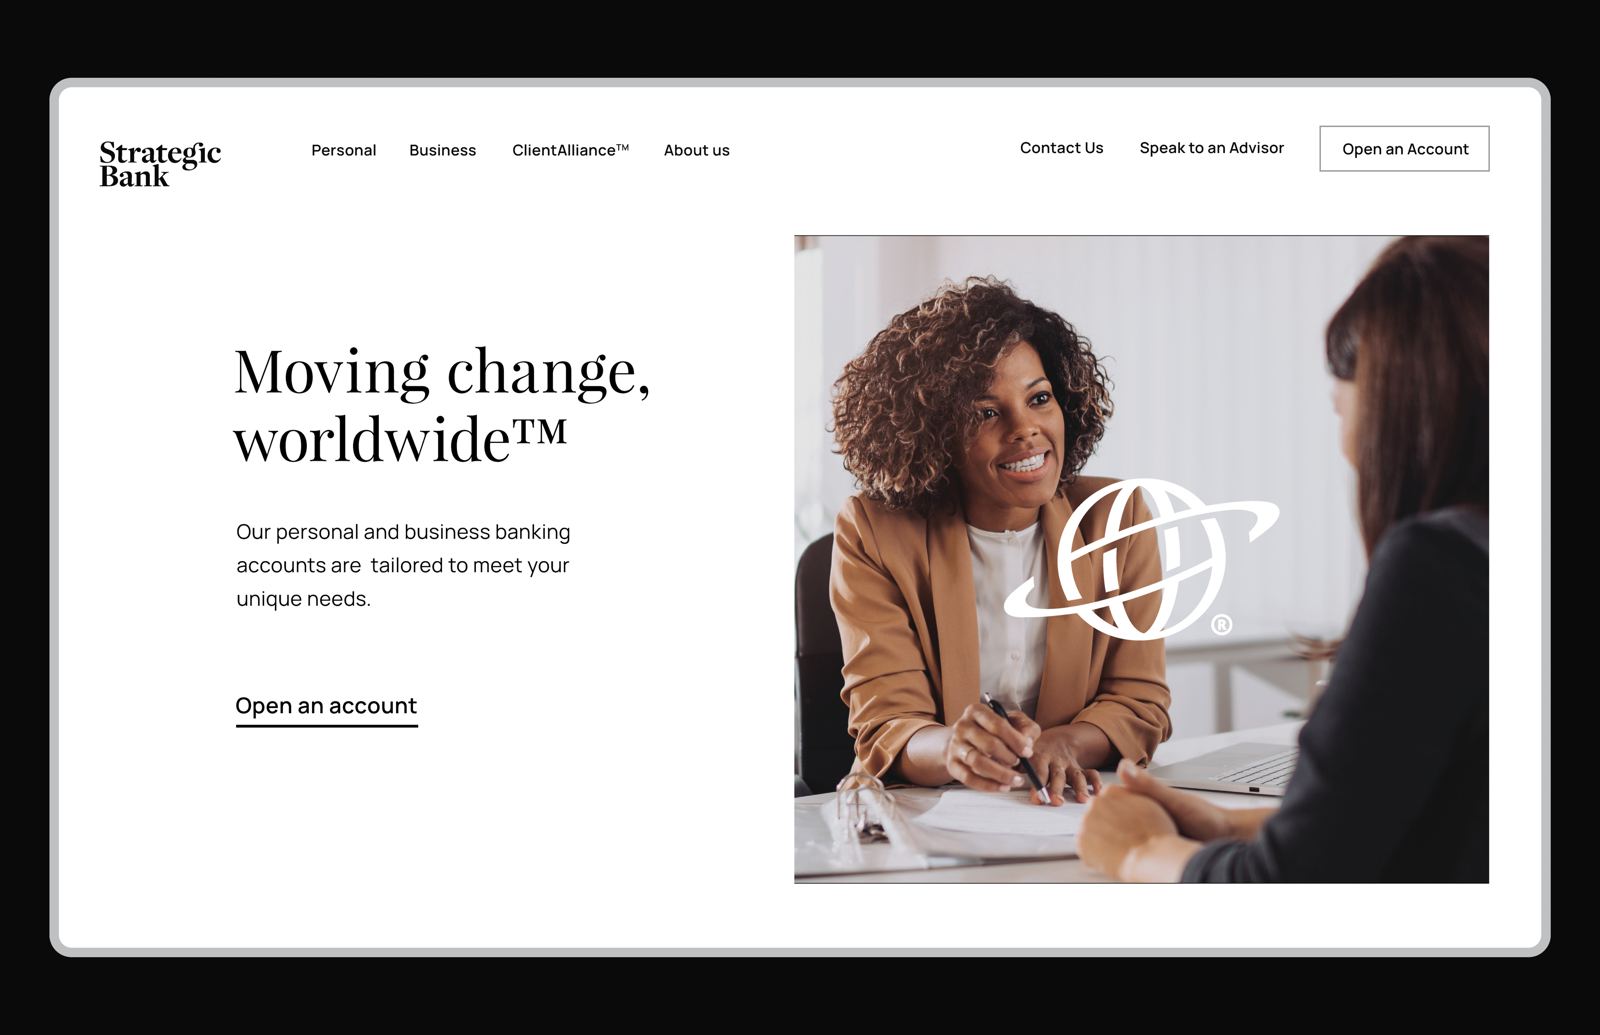 Strategic
Bank
Personal
Business
ClientAlliance™
About us
Contact Us
Speak to an Advisor
Open an Account
Moving change,
worldwide™
Our personal and business banking
accounts are  tailored to meet your
unique needs.
Open an account
®